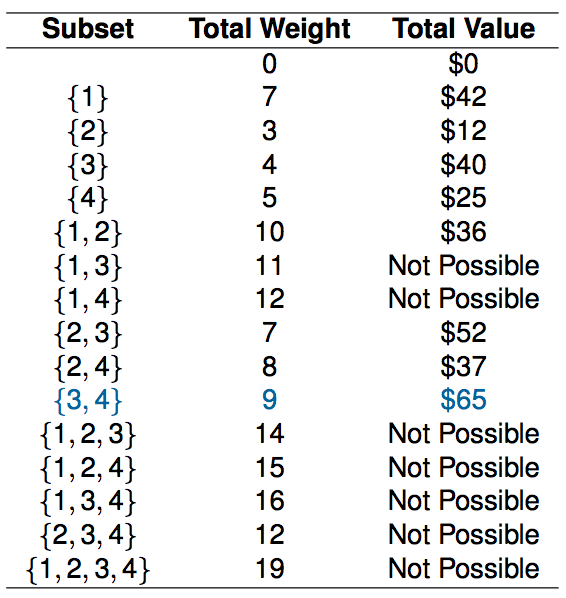 Subset Total Weight Total Value
0 $0
{1} 7 $42
{2} 3 $12
{3} 4 $40
{4} 5 $25
{1, 2} 10 $36
{1, 3} 11 Not Possible
{1, 4} 12 Not Possible
{2, 3} 7 $52
{2, 4} 8 $37
{3, 4} 9 $65
{1, 2, 3} 14 Not Possible
{1, 2, 4} 15 Not Possible
{1, 3, 4} 16 Not Possible
{2, 3, 4} 12 Not Possible
{1, 2, 3, 4} 19 Not Possible